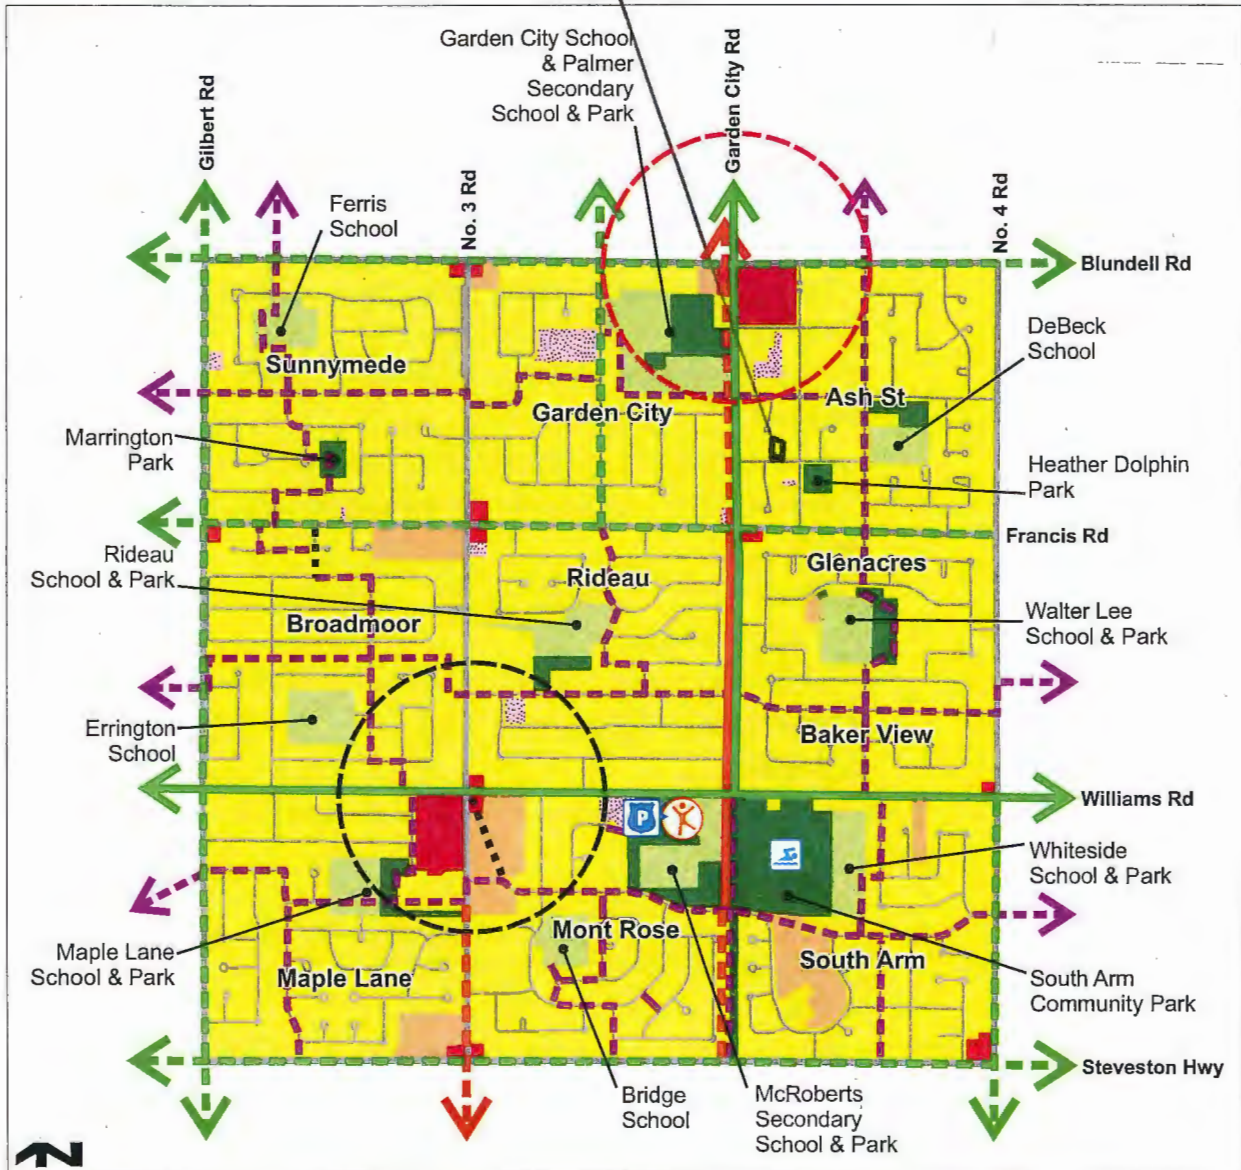 Garden City School
& Palmer
Secondary
School & Park
Gilbert Rd
No. 3 Rd
Garden City Rd
No. 4 Rd
Ferris
School
Blundell Rd
DeBeck
School
Sunnymede
Garden City
Ash St
Marrington
Park
Heather Dolphin
Park
Francis Rd
Rideau
School & Park
Rideau
Glenacres
Broadmoor
Walter Lee
School & Park
Errington
School
Baker View
Williams Rd
P
Whiteside
School & Park
Maple Lane
School & Park
Maple Lane
Mont Rose
South Arm
South Arm
Community Park
Steveston Hwy
Bridge
School
McRoberts
Secondary
School & Park
N